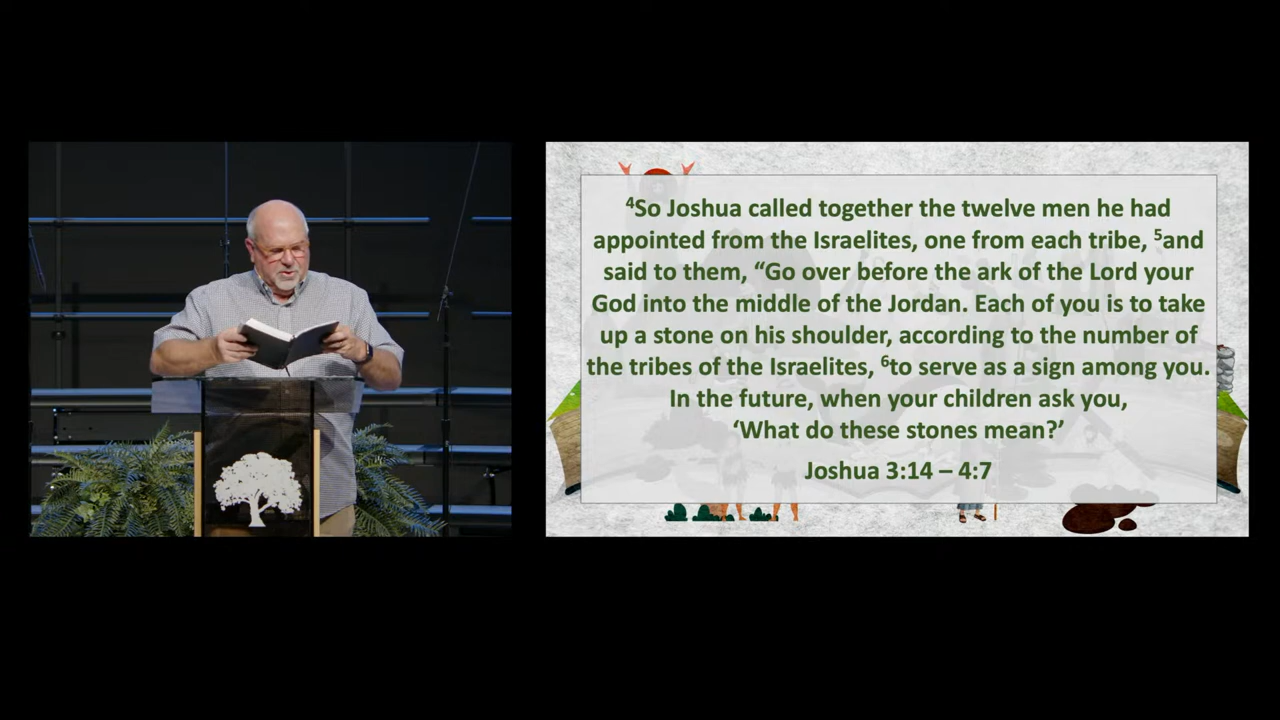 ⁴So Joshua called together the twelve men he had
appointed from the Israelites, one from each tribe, ⁵and
said to them, “Go over before the ark of the Lord your
God into the middle of the Jordan. Each of you is to take
up a stone on his shoulder, according to the number of
the tribes of the Israelites, ⁶to serve as a sign among you.
In the future, when your children ask you,
‘What do these stones mean?’
Joshua 3:14 – 4:7